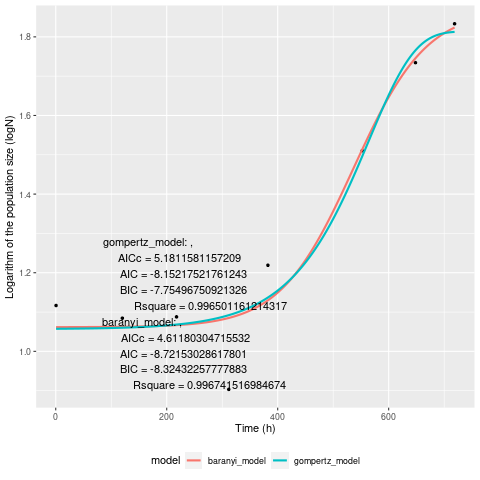 Logarithm of the population size (logN)
1.8
1.6
1.4
1.2
1.0
gompertz_model: ,
AICc = 5.1811581157209
AIC = -8.15217521761243
BIC = -7.75496750921326
Rsquare = 0.996501161214317
baranyi_model: ,
AICc = 4.61180304715532
AIC = -8.72153028617801
BIC = -8.32432257777883
Rsquare = 0.996741516984674
0
200
400
600
Time (h)
model
baranyi_model
gompertz_model